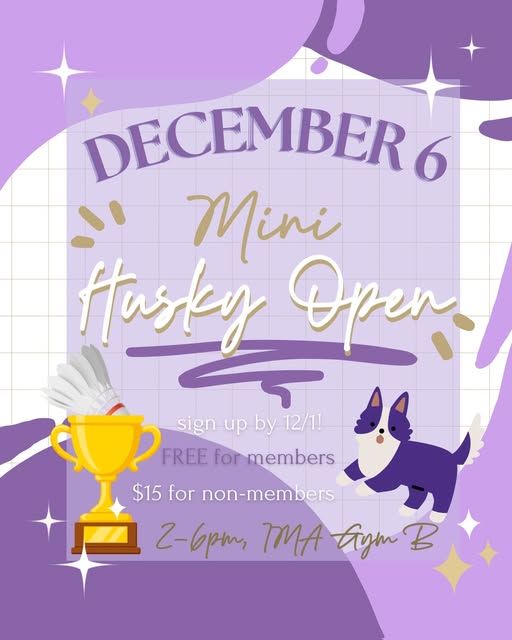 DECEMBER 6
Mini
Husky Open
sign up by 12/1!
FREE for members
$15 for non-members
2-6pm, IMA Gym B